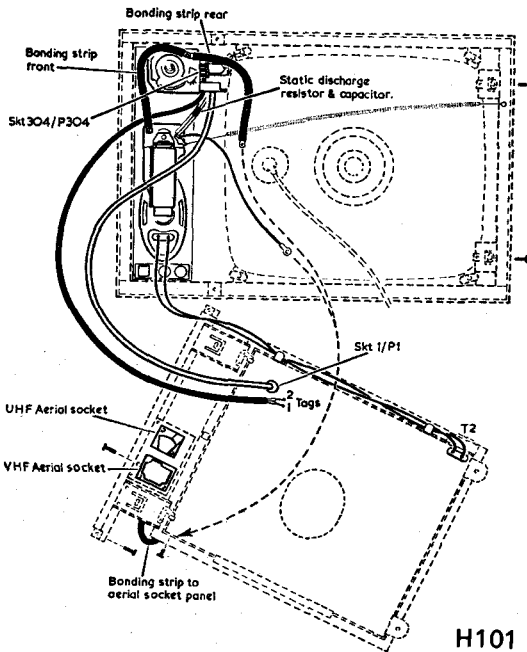 Bonding strip rear
Bonding strip
front
Static discharge
resistor & capacitor.
Skt304/P304
Skt 1/P1
2
1 Tags
UHF Aerial socket
T2
VHF Aerial socket
Bonding strip to
aerial socket panel
H101